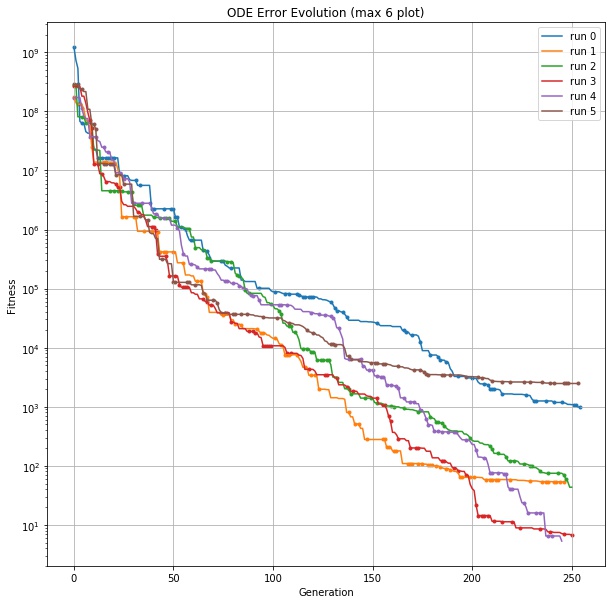 ODE Error Evolution (max 6 plot)
run 0
run 1
run 2
run 3
run 4
run 5
Fitness
10⁹
10⁸
10⁷
10⁶
10⁵
10⁴
10³
10²
10¹
0
50
100
150
200
250
Generation